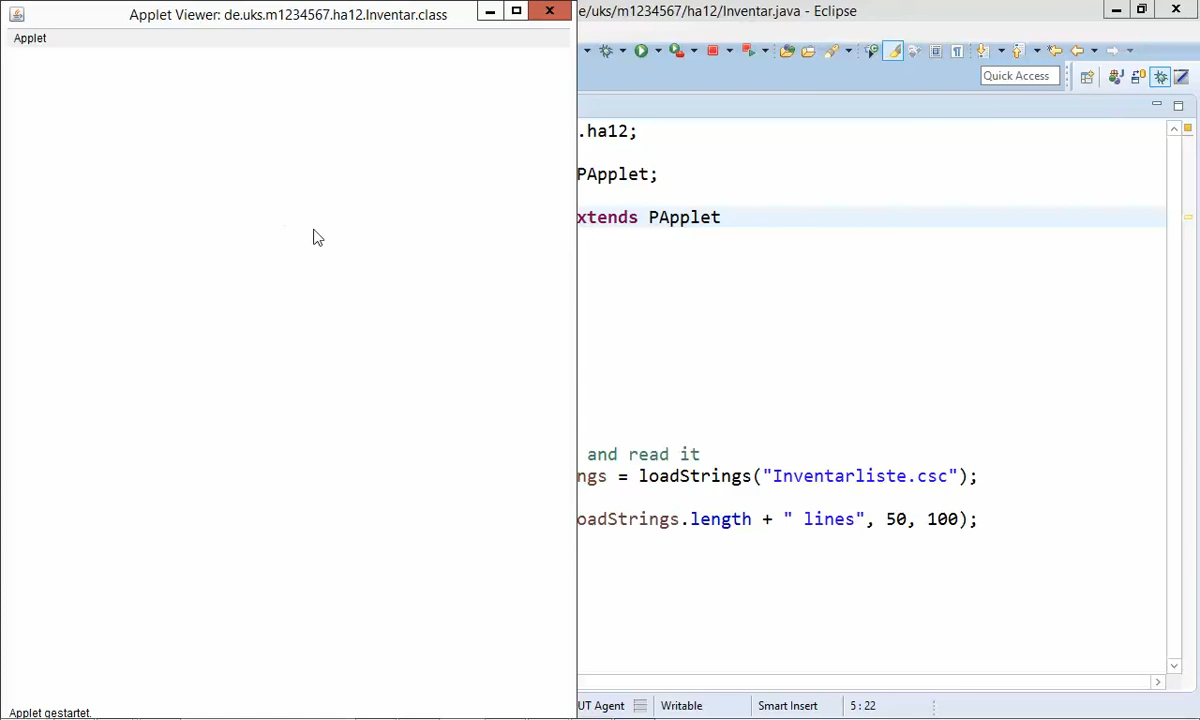 Applet Viewer: de.uks.m1234567.ha12.Inventar.class
e/uks/m1234567/ha12/Inventar.java - Eclipse
Applet
Quick Access
.ha12;
PApplet;
xtends PApplet
and read it
ngs = loadStrings("Inventarliste.csc");
oadStrings.length + " lines", 50, 100);
UT Agent
Writable
Smart Insert
5 : 22
Applet gestartet.